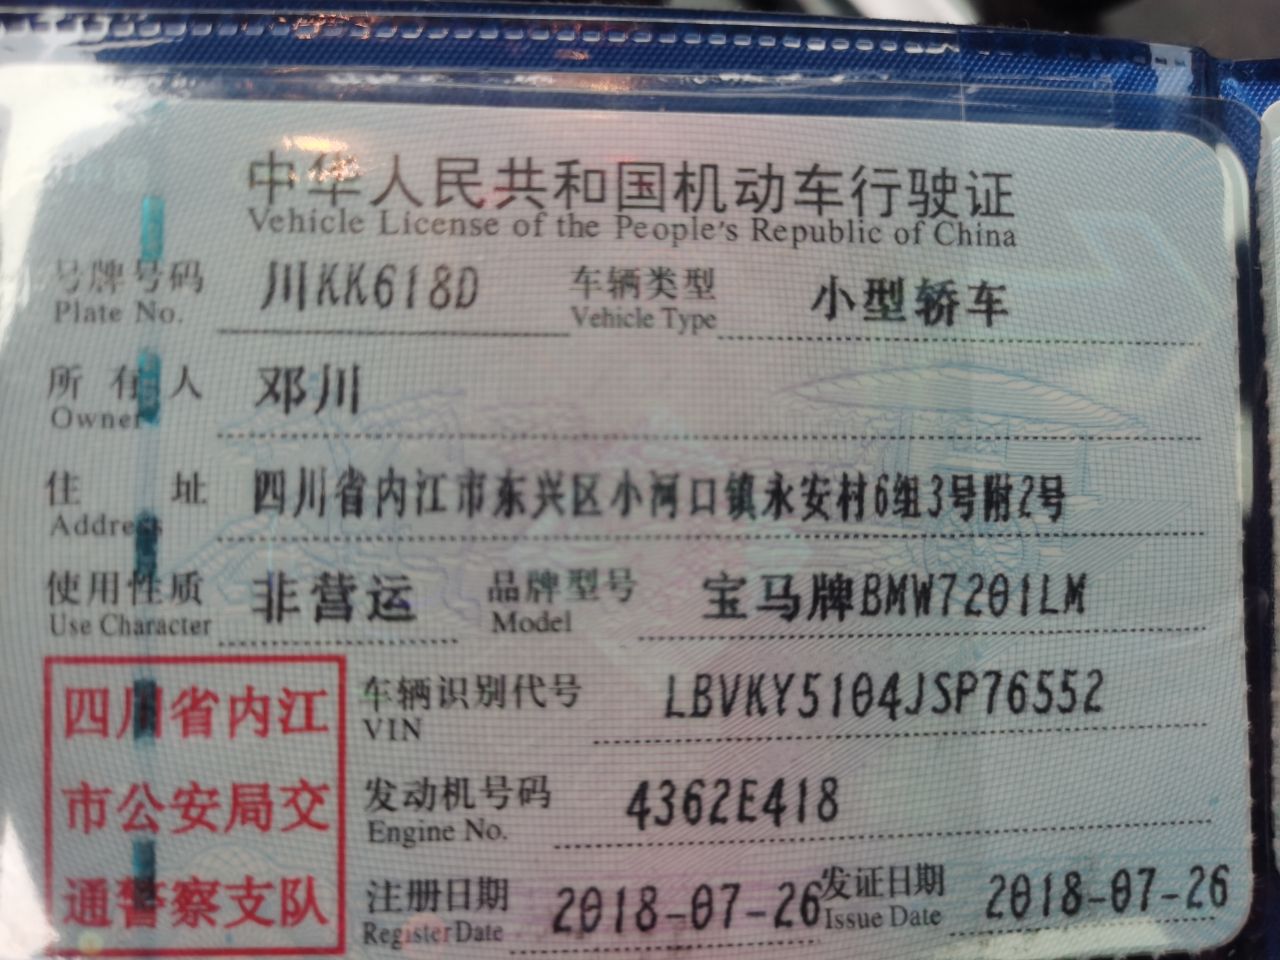 中华人民共和国机动车行驶证
Vehicle License of the People's Republic of China
号牌号码 川KK618D 车辆类型 小型轿车
Plate No. Vehicle Type
所有人 邓川
Owner
住址 四川省内江市东兴区小河口镇永安村6组3号附2号
Address
使用性质 非营运 品牌型号 宝马牌BMW7201LM
Use Character Model
车辆识别代号 LBVKY5104JSP76552
VIN
发动机号码 4362E418
Engine No.
注册日期 2018-07-26 发证日期 2018-07-26
Register Date Issue Date
四川省内江
市公安局交
通警察支队